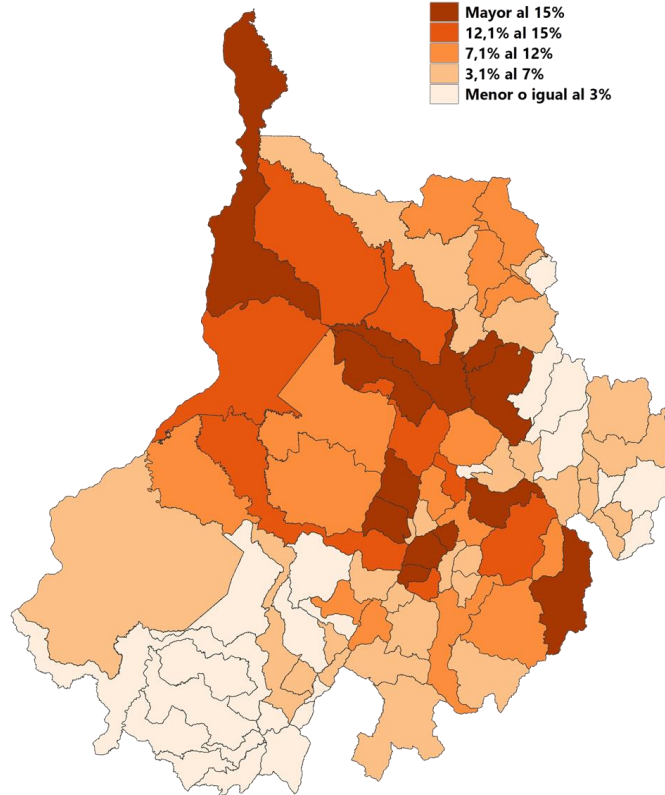 Mayor al 15%
12,1% al 15%
7,1% al 12%
3,1% al 7%
Menor o igual al 3%